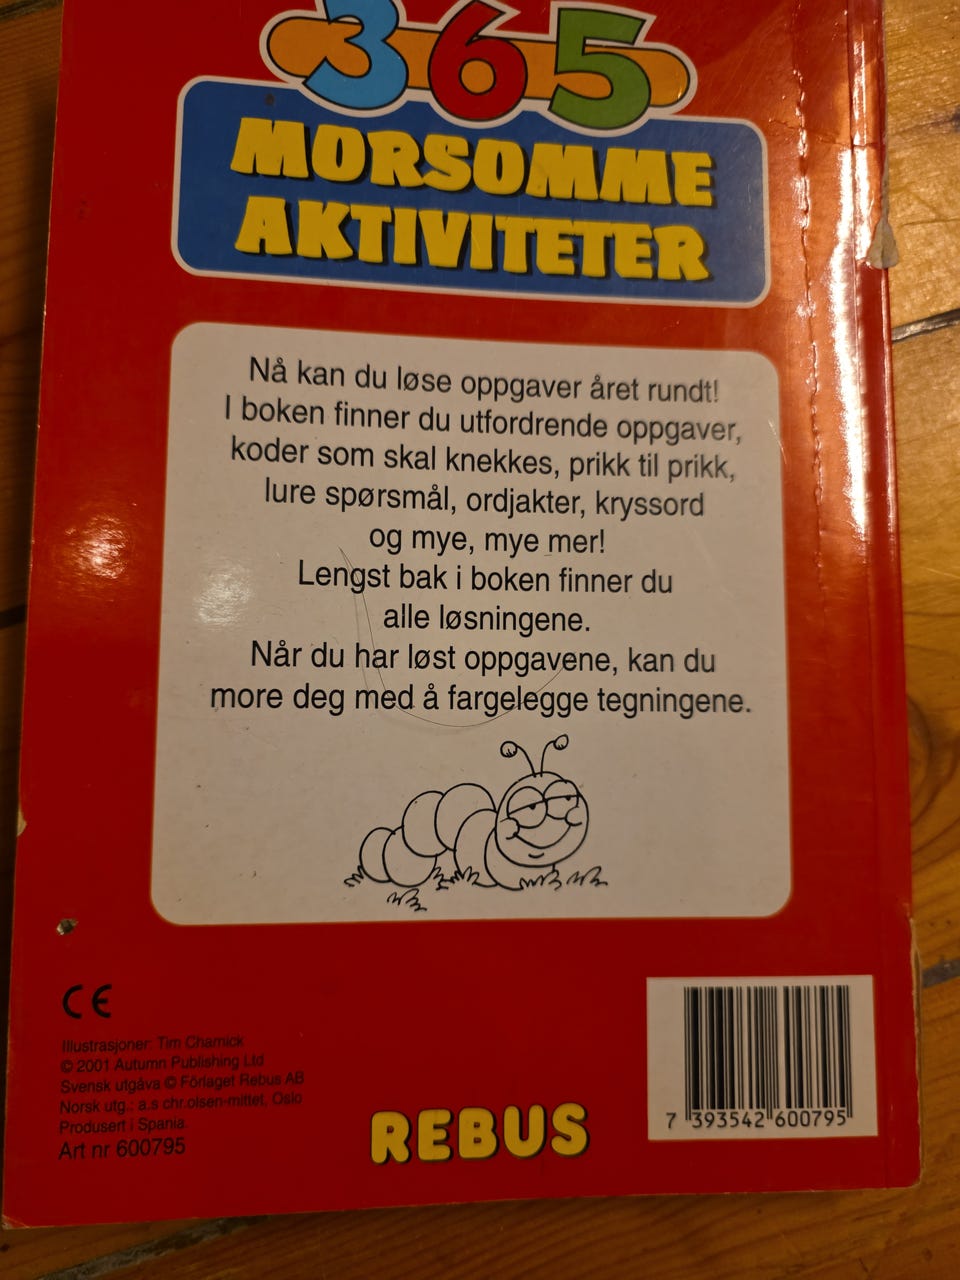 365
MORSOMME
AKTIVITETER
Nå kan du løse oppgaver året rundt!
I boken finner du utfordrende oppgaver,
koder som skal knekkes, prikk til prikk,
lure spørsmål, ordjakter, kryssord
og mye, mye mer!
Lengst bak i boken finner du
alle løsningene.
Når du har løst oppgavene, kan du
more deg med å fargelegge tegningene.
CE
Illustrasjoner: Tim Charnick
© 2001 Autumn Publishing Ltd
Svensk utgåva © Förlaget Rebus AB
Norsk utg.: a.s chr.olsen-mittet, Oslo
Produsert i Spania.
Art nr 600795
REBUS
7 393542 600795